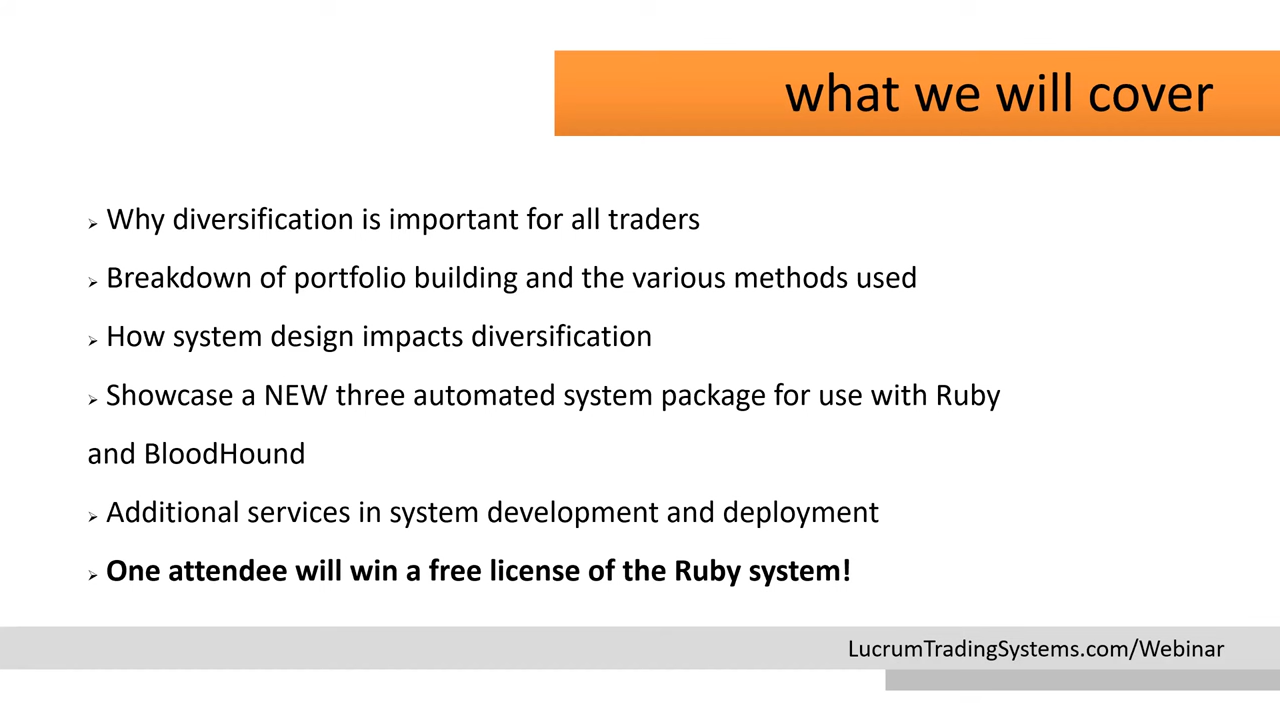 what we will cover
➢ Why diversification is important for all traders
➢ Breakdown of portfolio building and the various methods used
➢ How system design impacts diversification
➢ Showcase a NEW three automated system package for use with Ruby
and BloodHound
➢ Additional services in system development and deployment
➢ One attendee will win a free license of the Ruby system!
LucrumTradingSystems.com/Webinar